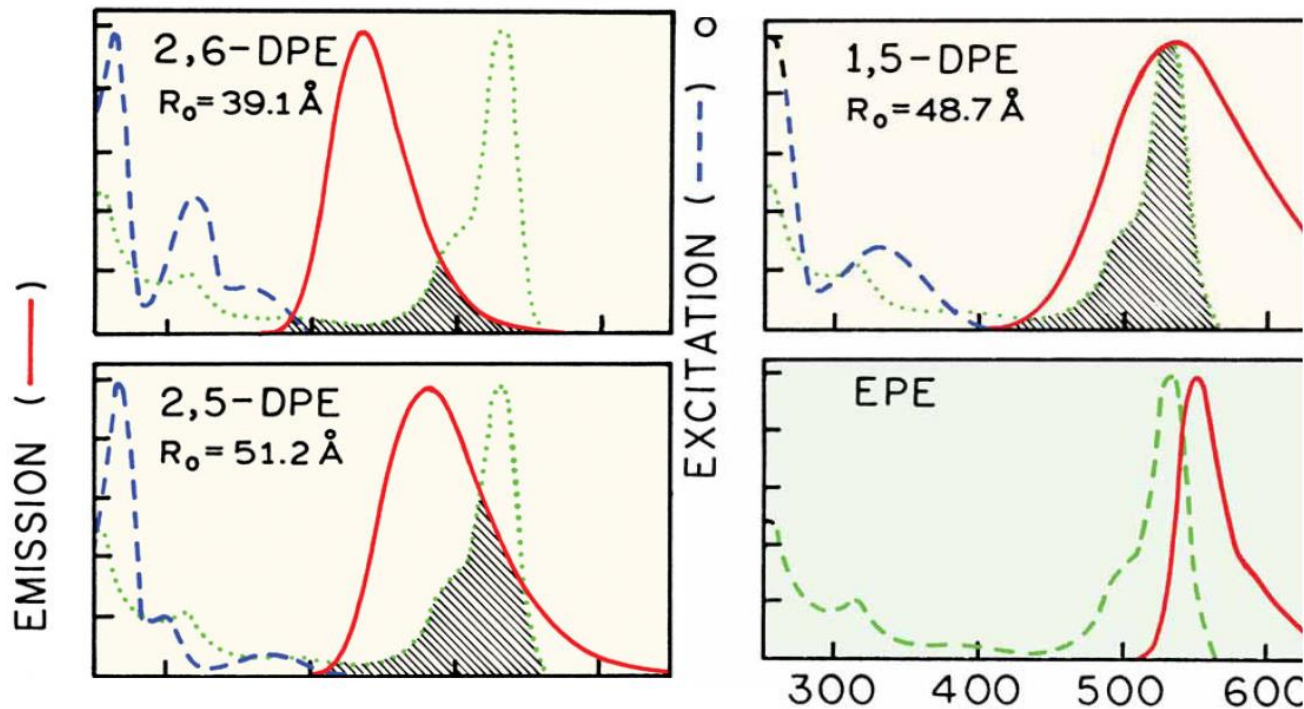 2,6-DPE
R₀ = 39.1 Å
1,5-DPE
R₀ = 48.7 Å
2,5-DPE
R₀ = 51.2 Å
EPE
EMISSION (——)
EXCITATION (---) O
300 400 500 600